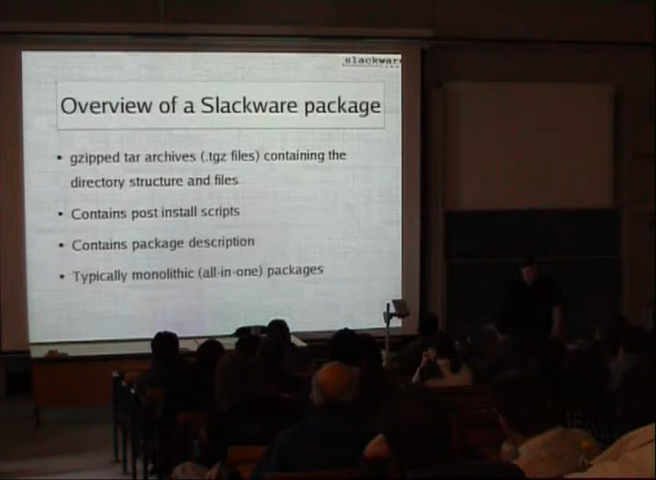 slackware
Overview of a Slackware package
• gzipped tar archives (.tgz files) containing the
directory structure and files
• Contains post install scripts
• Contains package description
• Typically monolithic (all-in-one) packages